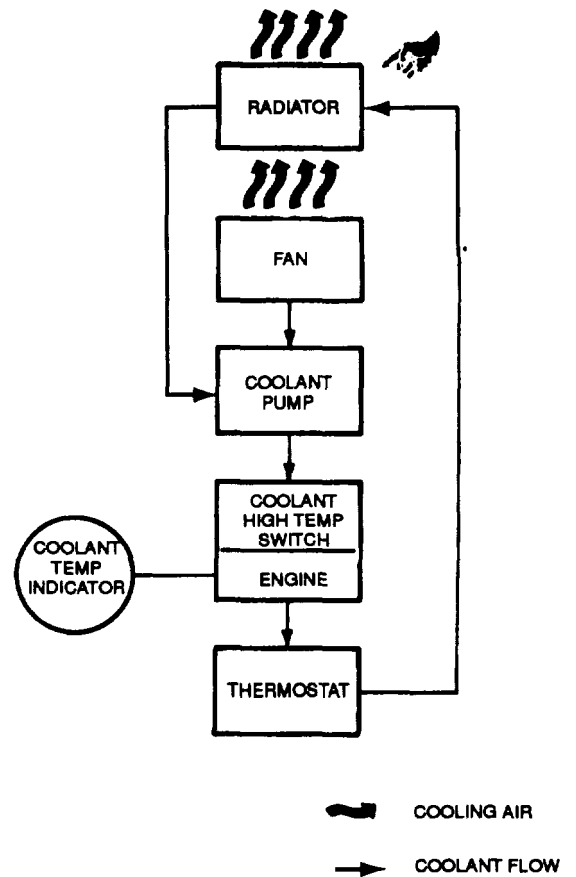 RADIATOR
FAN
COOLANT
PUMP
COOLANT
HIGH TEMP
SWITCH
ENGINE
COOLANT
TEMP
INDICATOR
THERMOSTAT
COOLING AIR
COOLANT FLOW